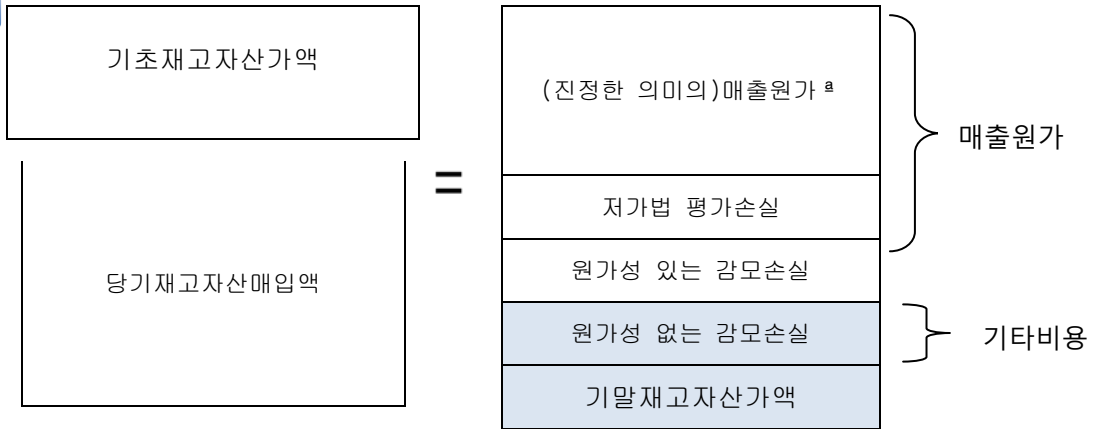 기초재고자산가액
당기재고자산매입액
=
(진정한 의미의)매출원가 a
저가법 평가손실
원가성 있는 감모손실
원가성 없는 감모손실
기말재고자산가액
매출원가
기타비용